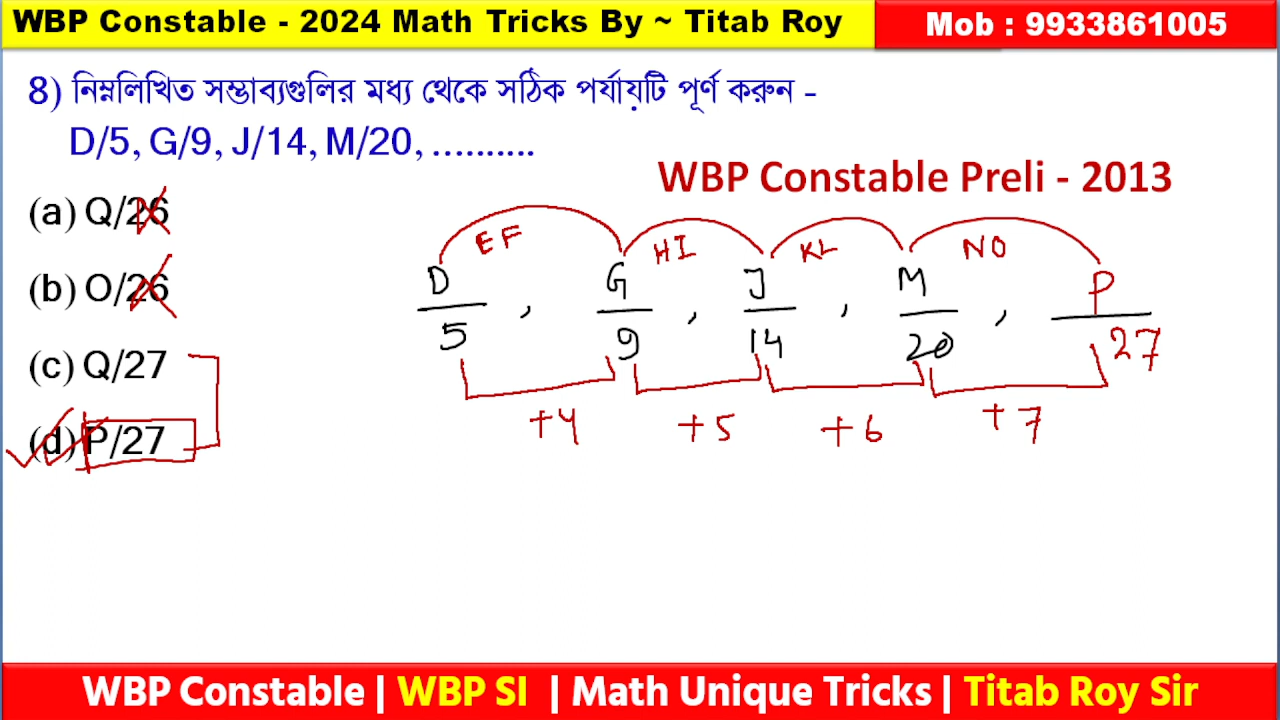 WBP Constable - 2024 Math Tricks By ~ Titab Roy
Mob : 9933861005
8) নিম্নলিখিত সম্ভাব্যগুলির মধ্য থেকে সঠিক পর্যায়টি পূর্ণ করুন -
D/5, G/9, J/14, M/20, ..........
WBP Constable Preli - 2013
(a) Q/26
(b) O/26
(c) Q/27
(d) P/27
EF HI KL NO
D G J M P
5 , 9 , 14 , 20 , 27
+4 +5 +6 +7
WBP Constable | WBP SI | Math Unique Tricks | Titab Roy Sir